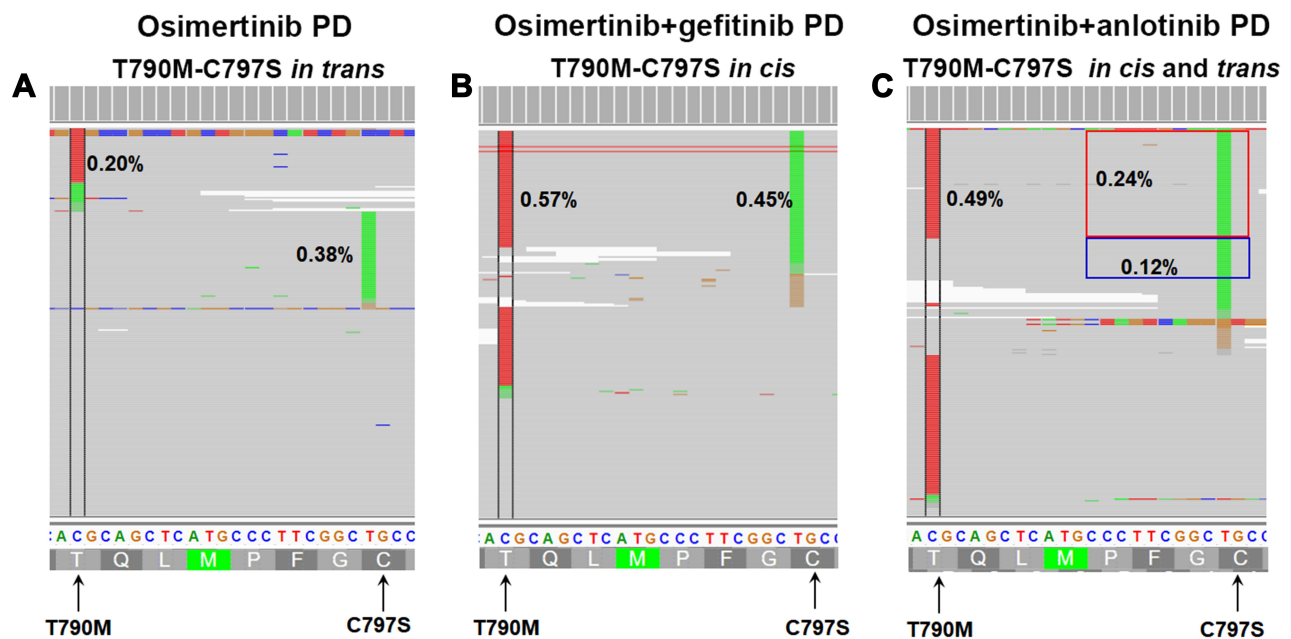 Osimertinib PD
T790M-C797S in trans
A
0.20%
0.38%
ACGCAGCTCATGCCCTTCGGCTGCC
T Q L M P F G C
T790M
C797S
Osimertinib+gefitinib PD
T790M-C797S in cis
B
0.57%
0.45%
ACGCAGCTCATGCCCTTCGGCTGCC
T Q L M P F G C
T790M
C797S
Osimertinib+anlotinib PD
T790M-C797S in cis and trans
C
0.49%
0.24%
0.12%
ACGCAGCTCATGCCCTTCGGCTGCC
T Q L M P F G C
T790M
C797S